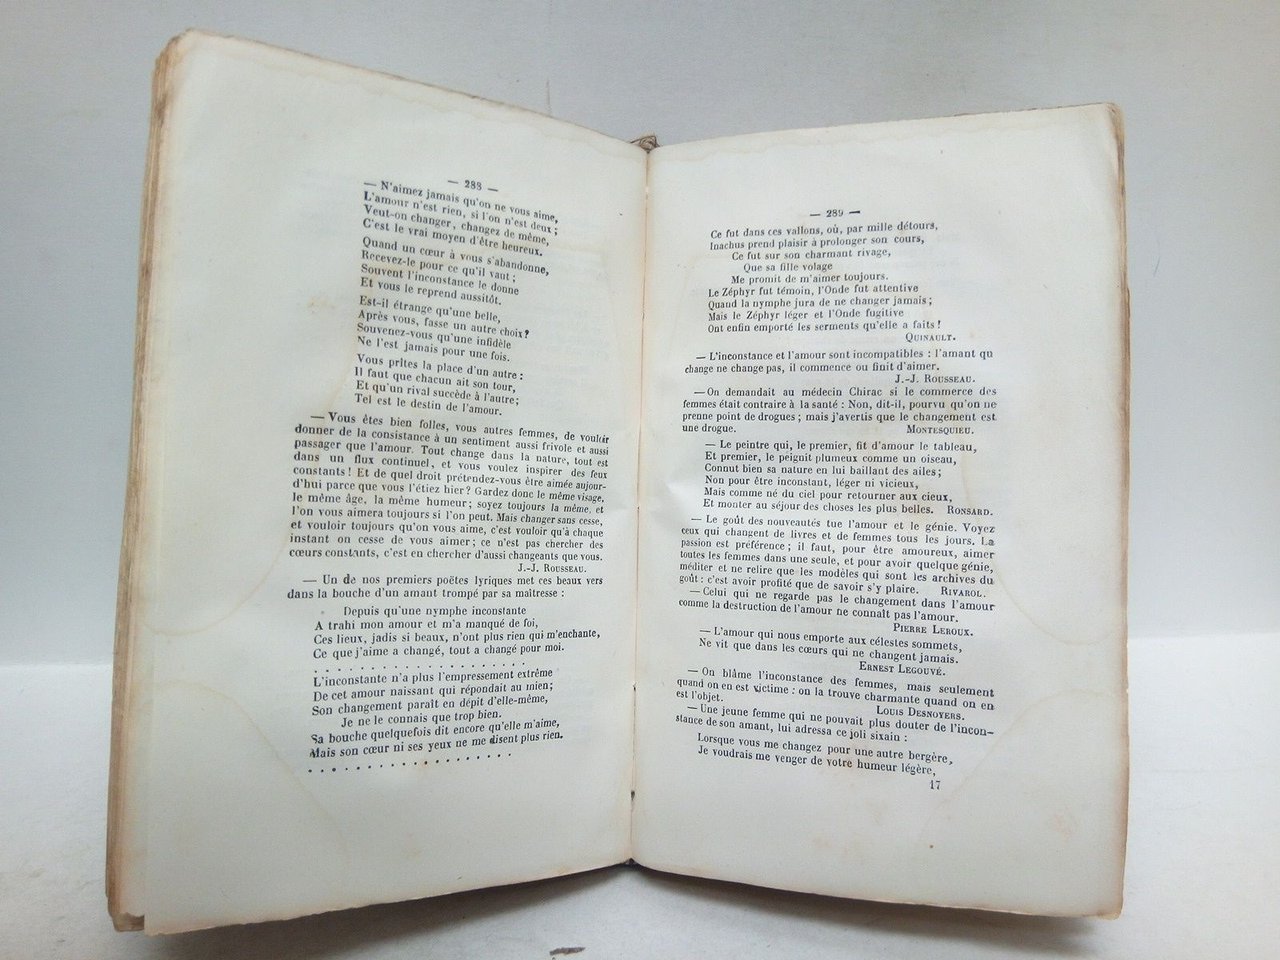 — 288 —
— N'aimez jamais qu'on ne vous aime,
L'amour n'est rien, si l'on n'est deux ;
Veut-on changer, changez de même,
C'est le vrai moyen d'être heureux.
Quand un cœur à vous s'abandonne,
Recevez-le pour ce qu'il vaut ;
Souvent l'inconstance le donne
Et vous le reprend aussitôt.
Est-il étrange qu'une belle,
Après vous, fasse un autre choix ?
Souvenez-vous qu'une infidèle
Ne l'est jamais pour une fois.
Vous prîtes la place d'un autre :
Il faut que chacun ait son tour,
Et qu'un rival succède à l'autre ;
Tel est le destin de l'amour.
— Vous êtes bien folles, vous autres femmes, de vouloir
donner de la consistance à un sentiment aussi frivole et aussi
passager que l'amour. Tout change dans la nature, tout est
dans un flux continuel, et vous voulez inspirer des feux
constants ! Et de quel droit prétendez-vous être aimée aujour-
d'hui parce que vous l'étiez hier ? Gardez donc le même visage,
le même âge, la même humeur ; soyez toujours la même, et
l'on vous aimera toujours si l'on peut. Mais changer sans cesse,
et vouloir toujours qu'on vous aime, c'est vouloir qu'à chaque
instant on cesse de vous aimer ; ce n'est pas chercher des
cœurs constants, c'est en chercher d'aussi changeants que vous.
J.-J. ROUSSEAU.
— Un de nos premiers poëtes lyriques met ces beaux vers
dans la bouche d'un amant trompé par sa maîtresse :
Depuis qu'une nymphe inconstante
A trahi mon amour et m'a manqué de foi,
Ces lieux, jadis si beaux, n'ont plus rien qui m'enchante,
Ce que j'aime a changé, tout a changé pour moi.
. . . . . . . . . . . . . . . . .
L'inconstante n'a plus l'empressement extrême
De cet amour naissant qui répondait au mien ;
Son changement paraît en dépit d'elle-même,
Je ne le connais que trop bien.
Sa bouche quelquefois dit encore qu'elle m'aime,
Mais son cœur ni ses yeux ne me disent plus rien.
. . . . . . . . . . . . . . . . .
— 289 —
Ce fut dans ces vallons, où, par mille détours,
Inachus prend plaisir à prolonger son cours,
Ce fut sur son charmant rivage,
Que sa fille volage
Me promit de m'aimer toujours.
Le Zéphyr fut témoin, l'Onde fut attentive
Quand la nymphe jura de ne changer jamais ;
Mais le Zéphyr léger et l'Onde fugitive
Ont enfin emporté les serments qu'elle a faits !
QUINAULT.
— L'inconstance et l'amour sont incompatibles : l'amant qu
change ne change pas, il commence ou finit d'aimer.
J.-J. ROUSSEAU.
— On demandait au médecin Chirac si le commerce des
femmes était contraire à la santé : Non, dit-il, pourvu qu'on ne
prenne point de drogues ; mais j'avertis que le changement est
une drogue. MONTESQUIEU.
— Le peintre qui, le premier, fit d'amour le tableau,
Et premier, le peignit plumeux comme un oiseau,
Connut bien sa nature en lui baillant des ailes ;
Non pour être inconstant, léger ni vicieux,
Mais comme né du ciel pour retourner aux cieux,
Et monter au séjour des choses les plus belles. RONSARD.
— Le goût des nouveautés tue l'amour et le génie. Voyez
ceux qui changent de livres et de femmes tous les jours. La
passion est préférence ; il faut, pour être amoureux, aimer
toutes les femmes dans une seule, et pour avoir quelque génie,
méditer et ne relire que les modèles qui sont les archives du
goût : c'est avoir profité que de savoir s'y plaire. RIVAROL.
— Celui qui ne regarde pas le changement dans l'amour
comme la destruction de l'amour ne connaît pas l'amour.
PIERRE LEROUX.
— L'amour qui nous emporte aux célestes sommets,
Ne vit que dans les cœurs qui ne changent jamais.
ERNEST LEGOUVÉ.
— On blâme l'inconstance des femmes, mais seulement
quand on en est victime : on la trouve charmante quand on en
est l'objet. LOUIS DESNOYERS.
— Une jeune femme qui ne pouvait plus douter de l'incon-
stance de son amant, lui adressa ce joli sixain :
Lorsque vous me changez pour une autre bergère,
Je voudrais me venger de votre humeur légère,
17